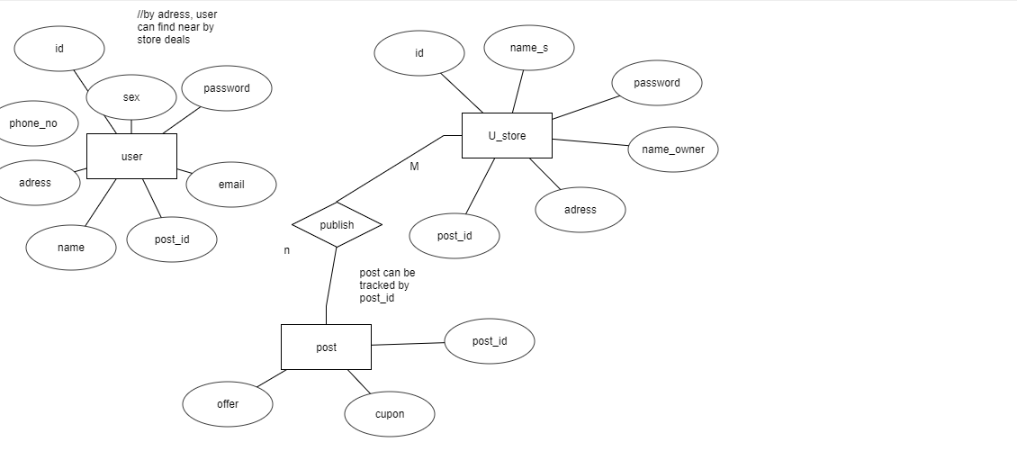 //by adress, user
can find near by
store deals
id
sex
password
phone_no
user
adress
email
name
post_id
id
name_s
password
U_store
name_owner
M
adress
post_id
publish
n
post can be
tracked by
post_id
post
post_id
offer
cupon